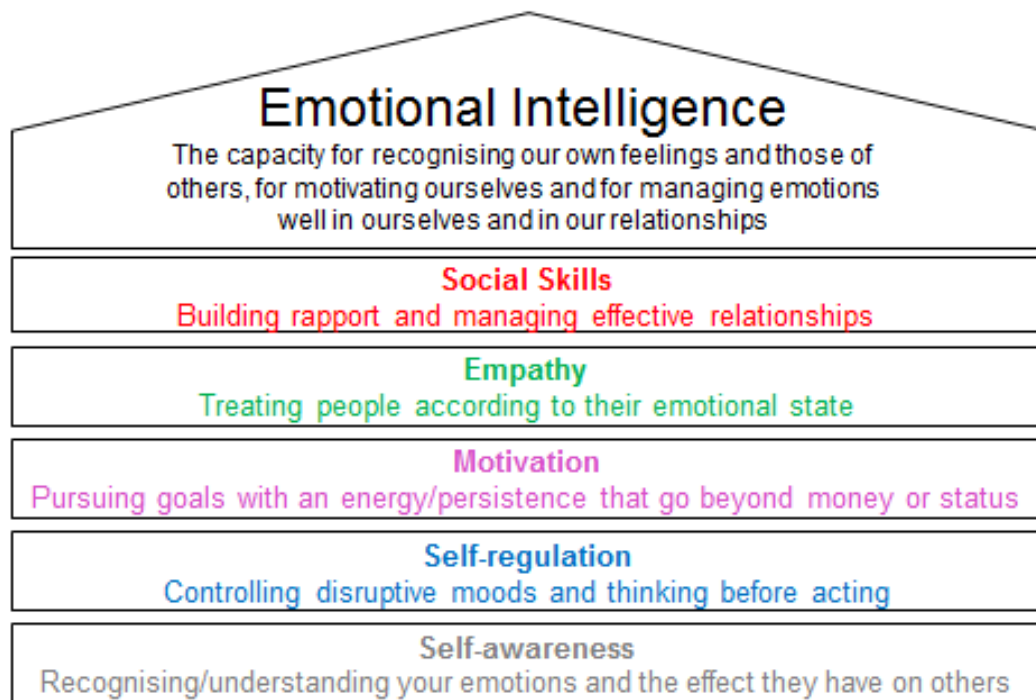 Emotional Intelligence
The capacity for recognising our own feelings and those of
others, for motivating ourselves and for managing emotions
well in ourselves and in our relationships
Social Skills
Building rapport and managing effective relationships
Empathy
Treating people according to their emotional state
Motivation
Pursuing goals with an energy/persistence that go beyond money or status
Self-regulation
Controlling disruptive moods and thinking before acting
Self-awareness
Recognising/understanding your emotions and the effect they have on others